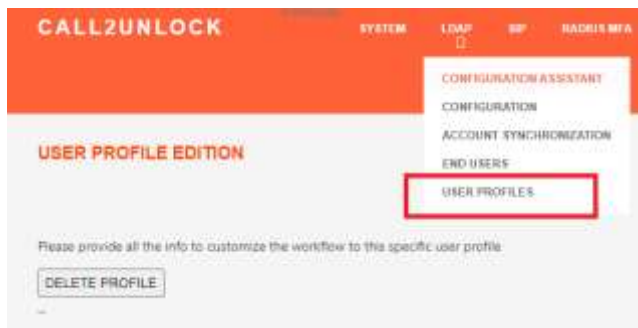 CALL2UNLOCK
SYSTEM LDAP SIP RADIUS MFA
CONFIGURATION ASSISTANT
CONFIGURATION
ACCOUNT SYNCHRONIZATION
USER PROFILE EDITION
END USERS
USER PROFILES
Please provide all the info to customize the workflow to this specific user profile
DELETE PROFILE